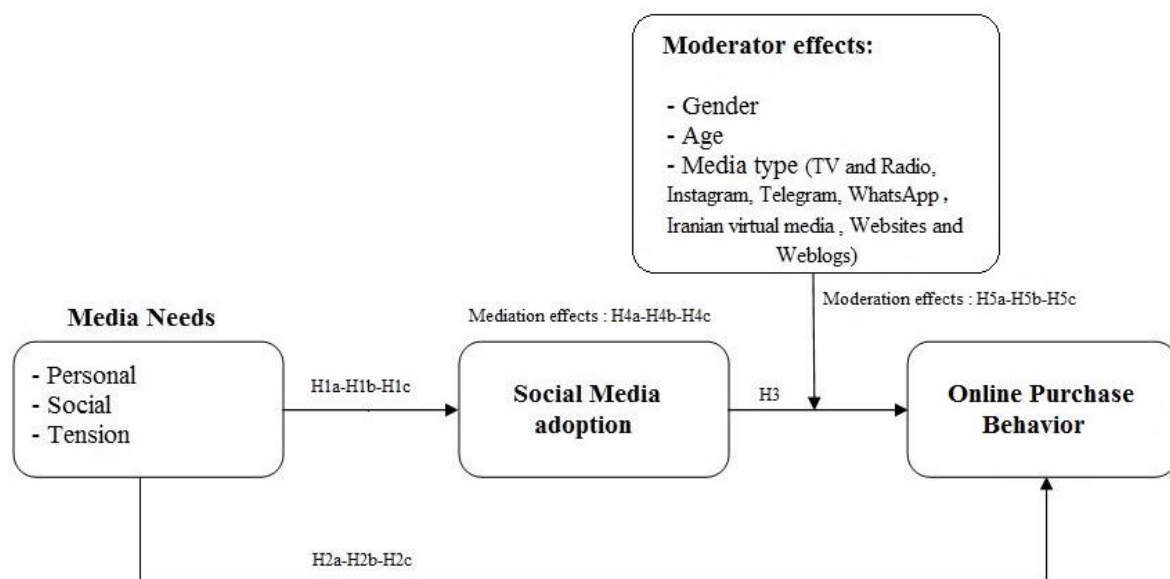 Moderator effects:
- Gender
- Age
- Media type (TV and Radio,
Instagram, Telegram, WhatsApp ,
Iranian virtual media , Websites and
Weblogs)
Moderation effects : H5a-H5b-H5c
Media Needs
Mediation effects : H4a-H4b-H4c
- Personal
- Social
- Tension
H1a-H1b-H1c
Social Media
adoption
H3
Online Purchase
Behavior
H2a-H2b-H2c